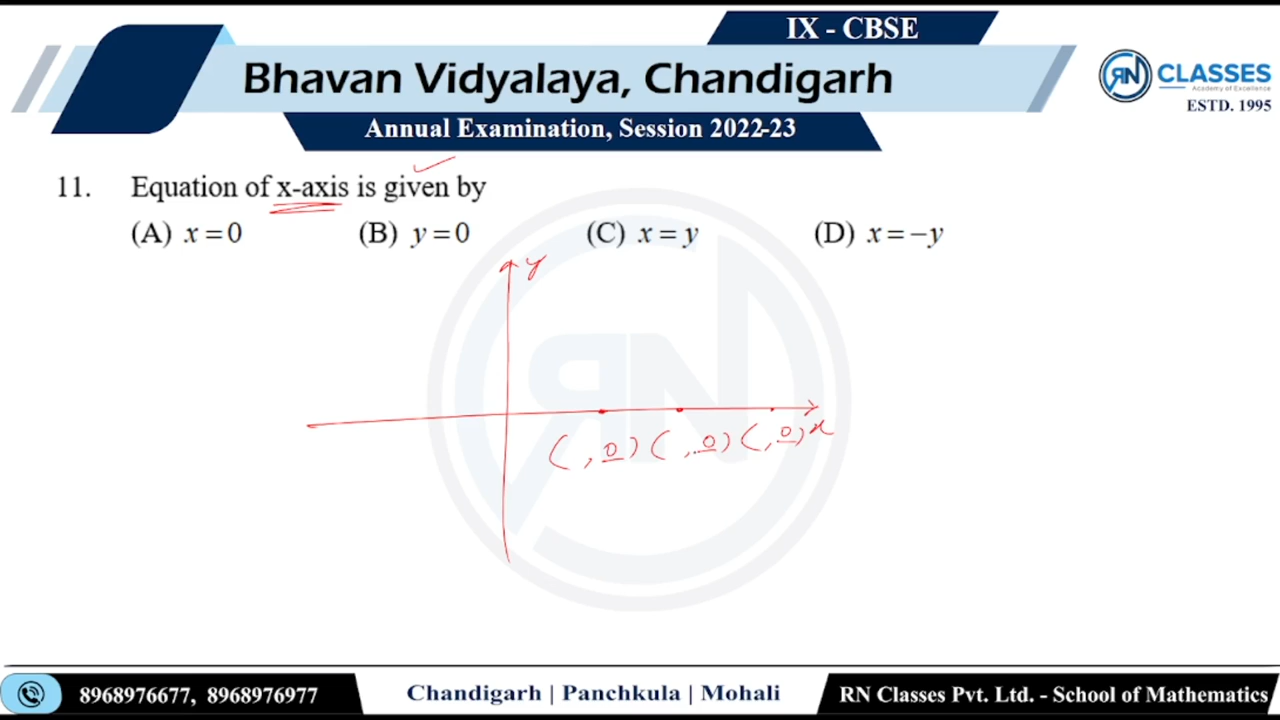 IX - CBSE
Bhavan Vidyalaya, Chandigarh
RN CLASSES
Academy of Excellence
ESTD. 1995
Annual Examination, Session 2022-23
11. Equation of x-axis is given by
(A) x = 0 (B) y = 0 (C) x = y (D) x = −y
y
( , 0) ( , 0) ( , 0) x
RN
8968976677, 8968976977 Chandigarh | Panchkula | Mohali RN Classes Pvt. Ltd. - School of Mathematics